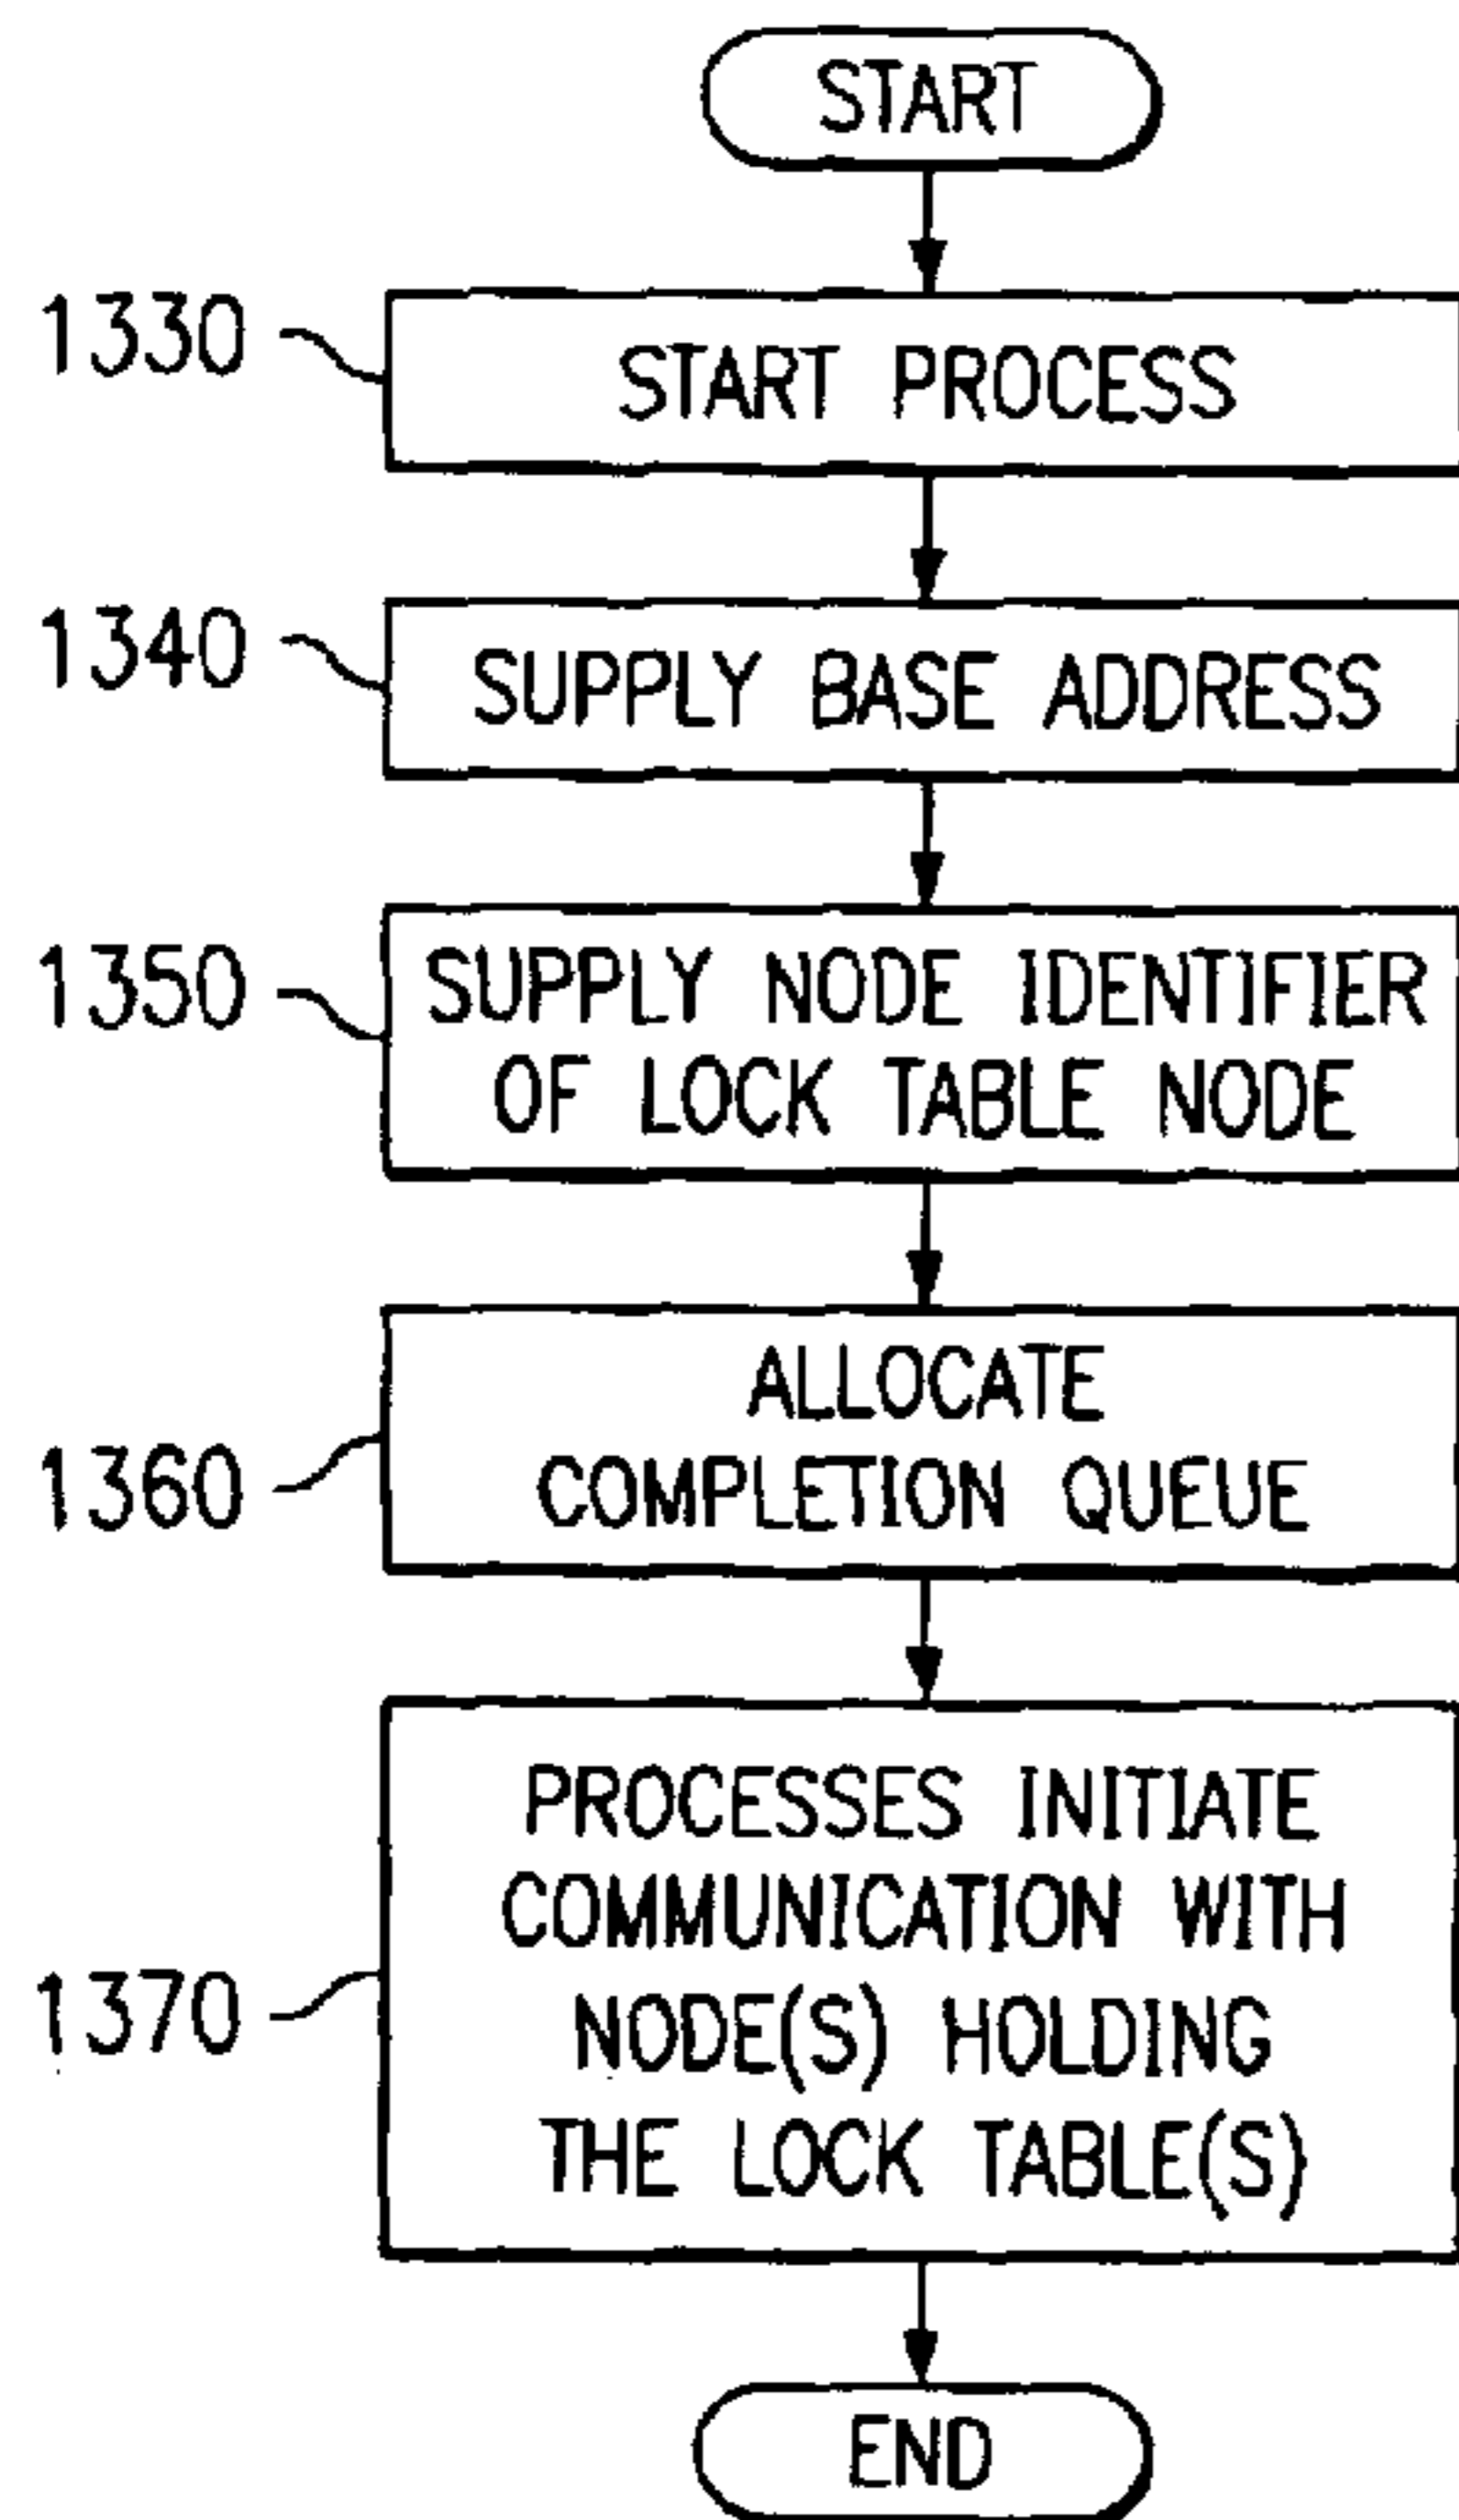 START
1330
START PROCESS
1340
SUPPLY BASE ADDRESS
1350
SUPPLY NODE IDENTIFIER
OF LOCK TABLE NODE
1360
ALLOCATE
COMPLETION QUEUE
1370
PROCESSES INITIATE
COMMUNICATION WITH
NODE(S) HOLDING
THE LOCK TABLE(S)
END